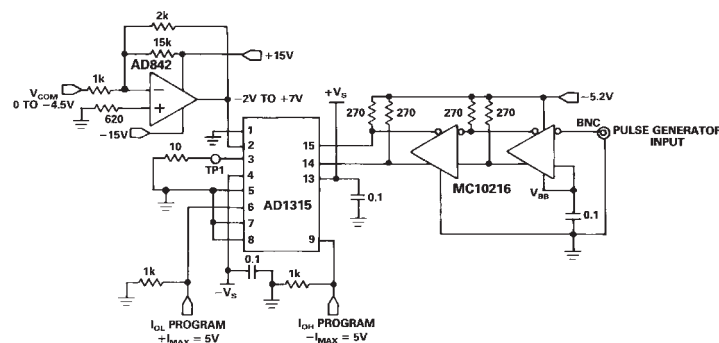 2k
15k
+15V
AD842
1k
V_COM
0 TO −4.5V
−
+
620
−15V
−2V TO +7V
+V_S
270
270
270
270
−5.2V
BNC
PULSE GENERATOR
INPUT
1
2
3
4
5
6
7
8
15
14
13
9
10
TP1
AD1315
0.1
MC10216
V_BB
0.1
0.1
−V_S
1k
1k
I_OL PROGRAM
+I_MAX = 5V
I_OH PROGRAM
−I_MAX = 5V